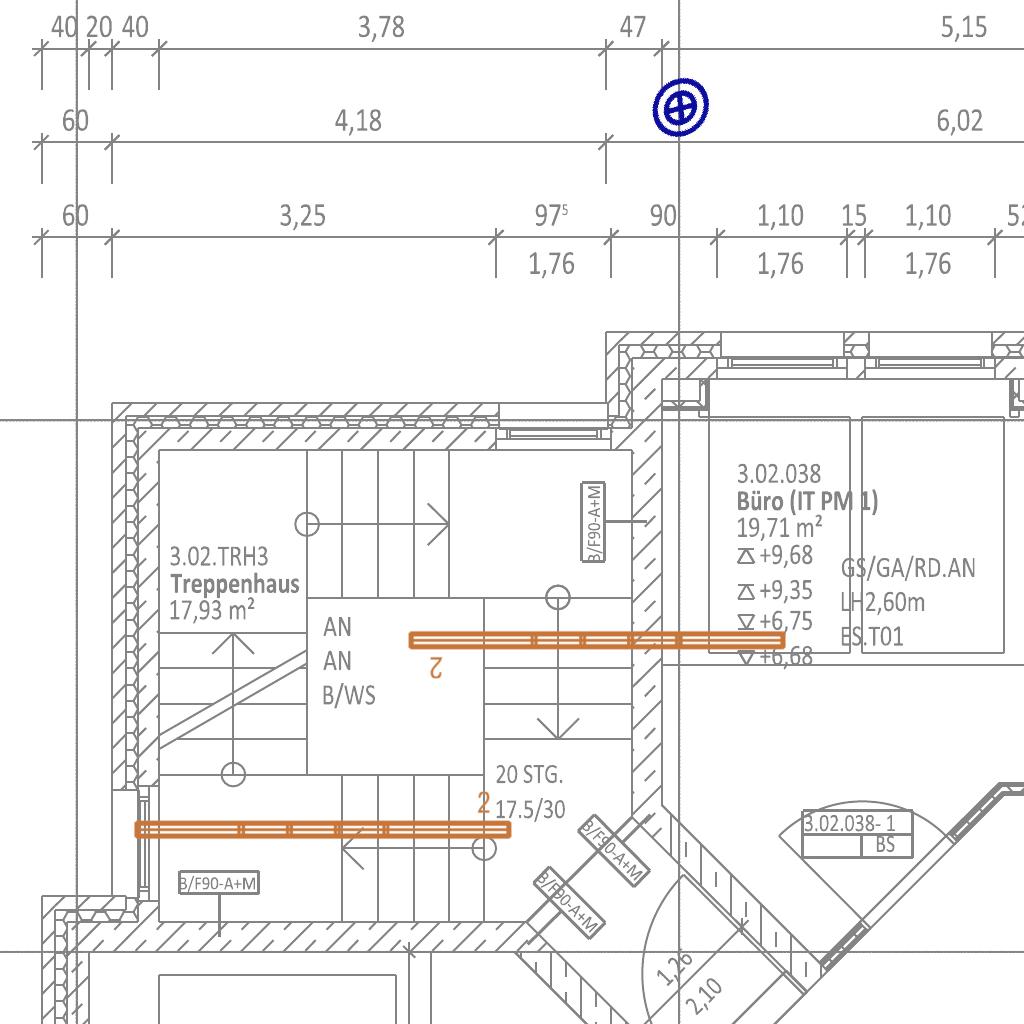 40 20 40 3,78 47 5,15
60 4,18 6,02
60 3,25 97⁵ 90 1,10 15 1,10
1,76 1,76 1,76
3.02.038
Büro (IT PM 1)
19,71 m²
+9,68
+9,35
+6,75
+6,68
GS/GA/RD.AN
LH2,60m
ES.T01
B/F90-A+M
3.02.TRH3
Treppenhaus
17,93 m²
AN
AN
B/WS
2
20 STG.
17.5/30
2
B/F90-A+M
B/F90-A+M
B/F90-A+M
3.02.038- 1
BS
1,26
2,10